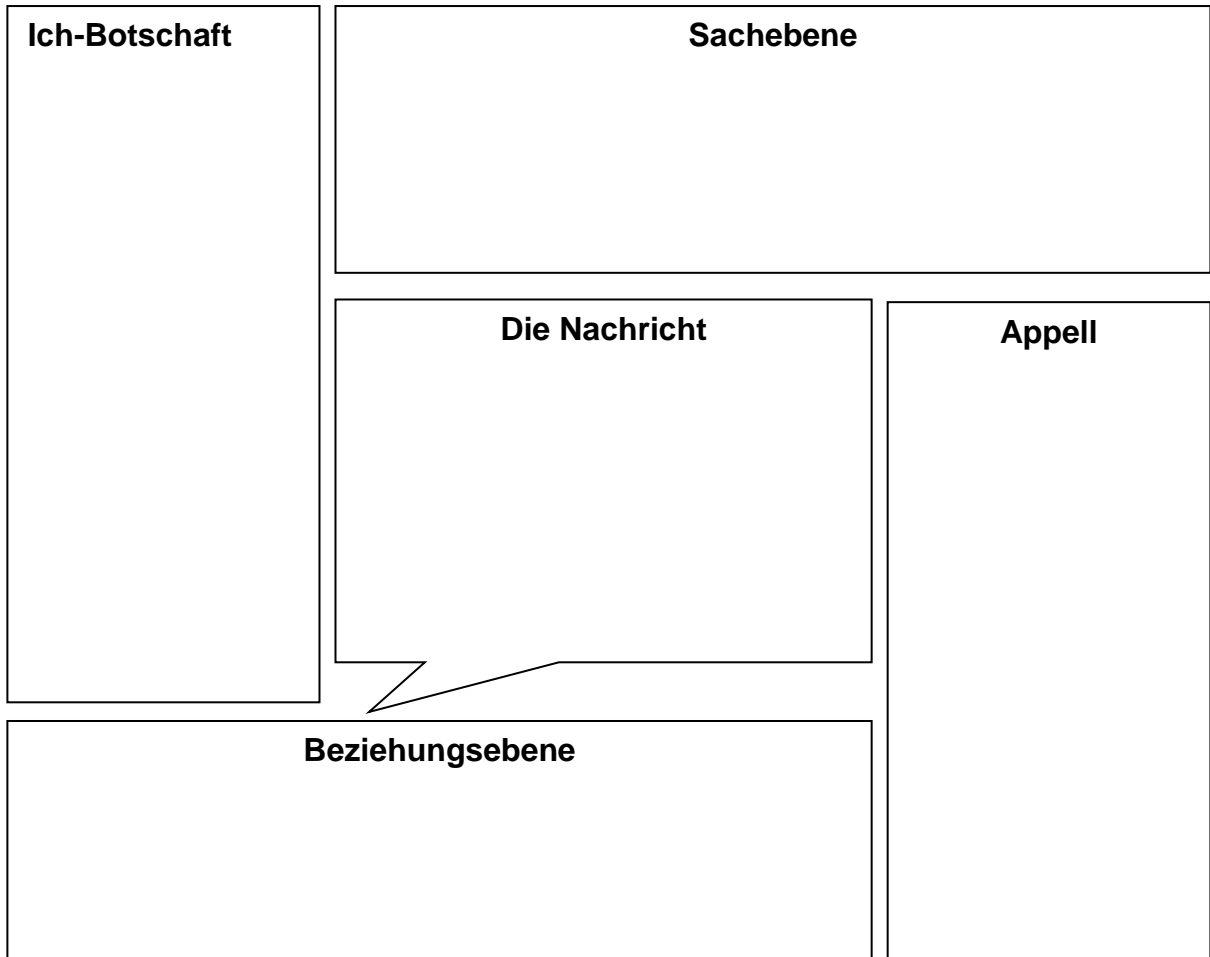 Ich-Botschaft
Sachebene
Die Nachricht
Appell
Beziehungsebene